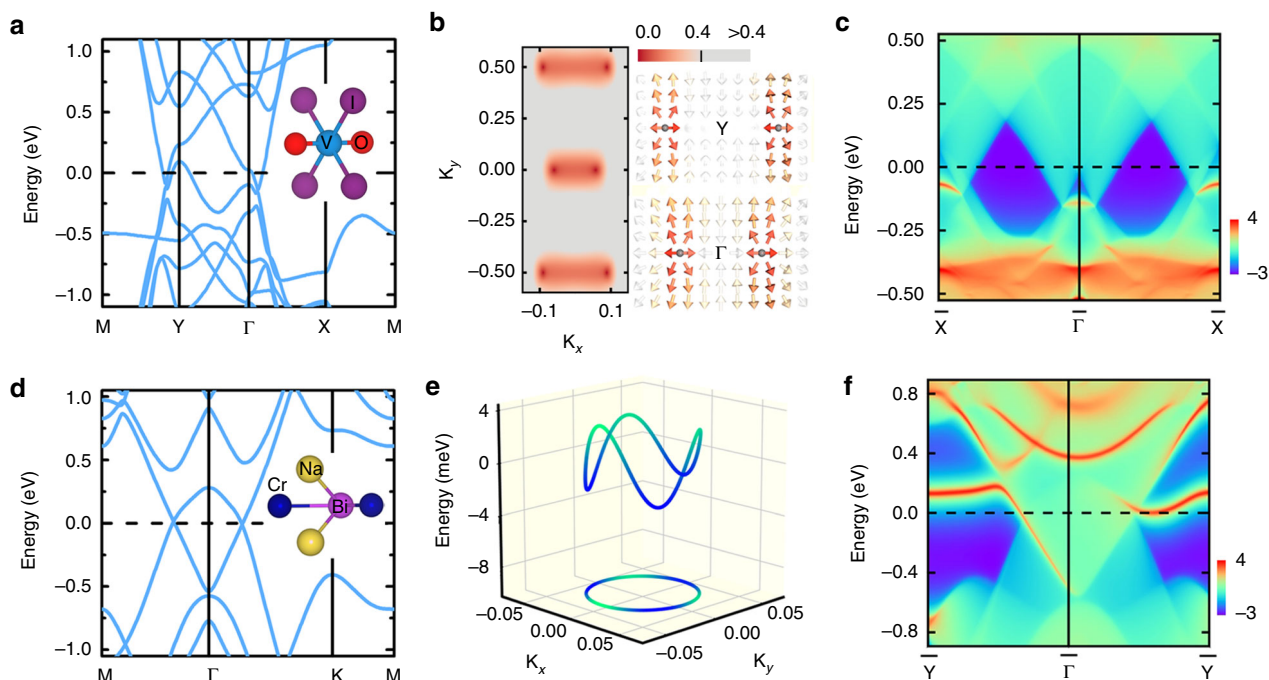 a
1.0
0.5
0.0
−0.5
−1.0
Energy (eV)
M Y Γ X M
I
V O
b
0.50
0.25
0.00
−0.25
−0.50
K_y
−0.1 0.1
K_x
0.0 0.4 >0.4
Y
Γ
c
0.50
0.25
0.00
−0.25
−0.50
Energy (eV)
X̅ Γ̅ X̅
4
−3
d
1.0
0.5
0.0
−0.5
−1.0
Energy (eV)
M Γ K M
Na
Cr
Bi
e
4
0
−4
−8
Energy (meV)
−0.05 0.00 0.05
K_x
−0.05 0.00 0.05
K_y
f
0.8
0.4
0.0
−0.4
−0.8
Energy (eV)
Y̅ Γ̅ Y̅
4
−3